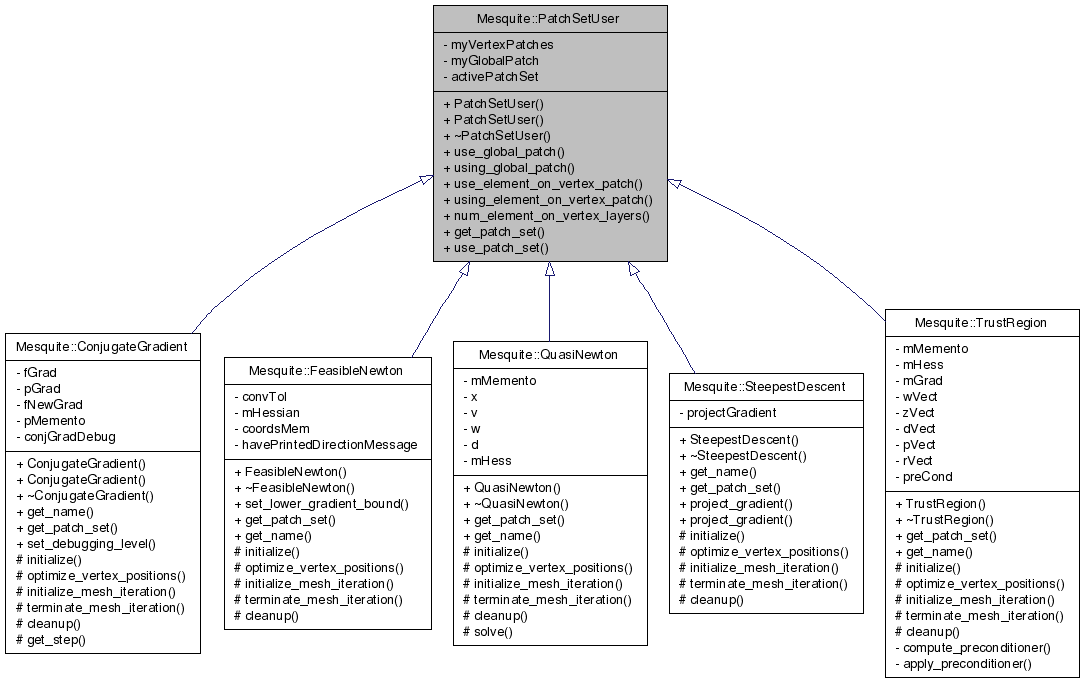 Mesquite::PatchSetUser
- myVertexPatches
- myGlobalPatch
- activePatchSet
+ PatchSetUser()
+ PatchSetUser()
+ ~PatchSetUser()
+ use_global_patch()
+ using_global_patch()
+ use_element_on_vertex_patch()
+ using_element_on_vertex_patch()
+ num_element_on_vertex_layers()
+ get_patch_set()
+ use_patch_set()
Mesquite::ConjugateGradient
- fGrad
- pGrad
- fNewGrad
- pMemento
- conjGradDebug
+ ConjugateGradient()
+ ConjugateGradient()
+ ~ConjugateGradient()
+ get_name()
+ get_patch_set()
+ set_debugging_level()
# initialize()
# optimize_vertex_positions()
# initialize_mesh_iteration()
# terminate_mesh_iteration()
# cleanup()
# get_step()
Mesquite::FeasibleNewton
- convTol
- mHessian
- coordsMem
- havePrintedDirectionMessage
+ FeasibleNewton()
+ ~FeasibleNewton()
+ set_lower_gradient_bound()
+ get_patch_set()
+ get_name()
# initialize()
# optimize_vertex_positions()
# initialize_mesh_iteration()
# terminate_mesh_iteration()
# cleanup()
Mesquite::QuasiNewton
- mMemento
- x
- v
- w
- d
- mHess
+ QuasiNewton()
+ ~QuasiNewton()
+ get_patch_set()
+ get_name()
# initialize()
# optimize_vertex_positions()
# initialize_mesh_iteration()
# terminate_mesh_iteration()
# cleanup()
# solve()
Mesquite::SteepestDescent
- projectGradient
+ SteepestDescent()
+ ~SteepestDescent()
+ get_name()
+ get_patch_set()
+ project_gradient()
+ project_gradient()
# initialize()
# optimize_vertex_positions()
# initialize_mesh_iteration()
# terminate_mesh_iteration()
# cleanup()
Mesquite::TrustRegion
- mMemento
- mHess
- mGrad
- wVect
- zVect
- dVect
- pVect
- rVect
- preCond
+ TrustRegion()
+ ~TrustRegion()
+ get_patch_set()
+ get_name()
# initialize()
# optimize_vertex_positions()
# initialize_mesh_iteration()
# terminate_mesh_iteration()
# cleanup()
- compute_preconditioner()
- apply_preconditioner()